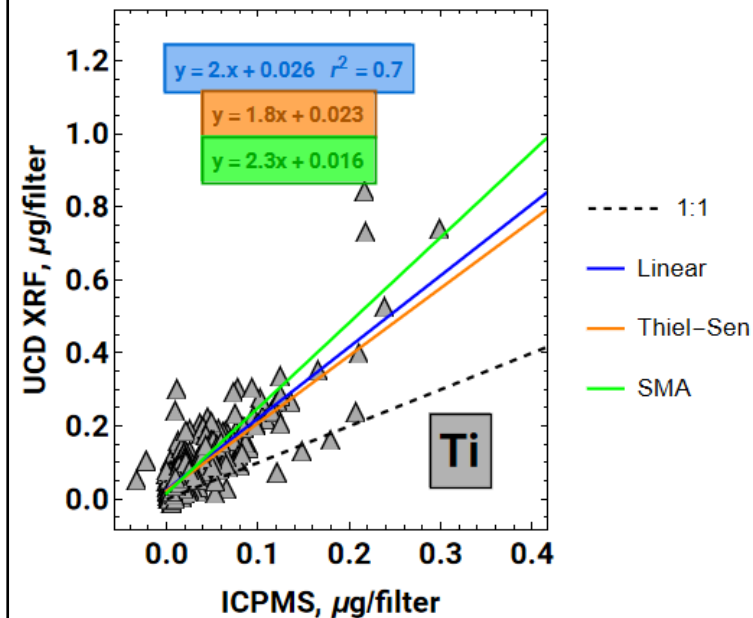 y = 2.x + 0.026 r² = 0.7
y = 1.8x + 0.023
y = 2.3x + 0.016
UCD XRF, µg/filter
1.2
1.0
0.8
0.6
0.4
0.2
0.0
Ti
0.0 0.1 0.2 0.3 0.4
ICPMS, µg/filter
1:1
Linear
Thiel–Sen
SMA